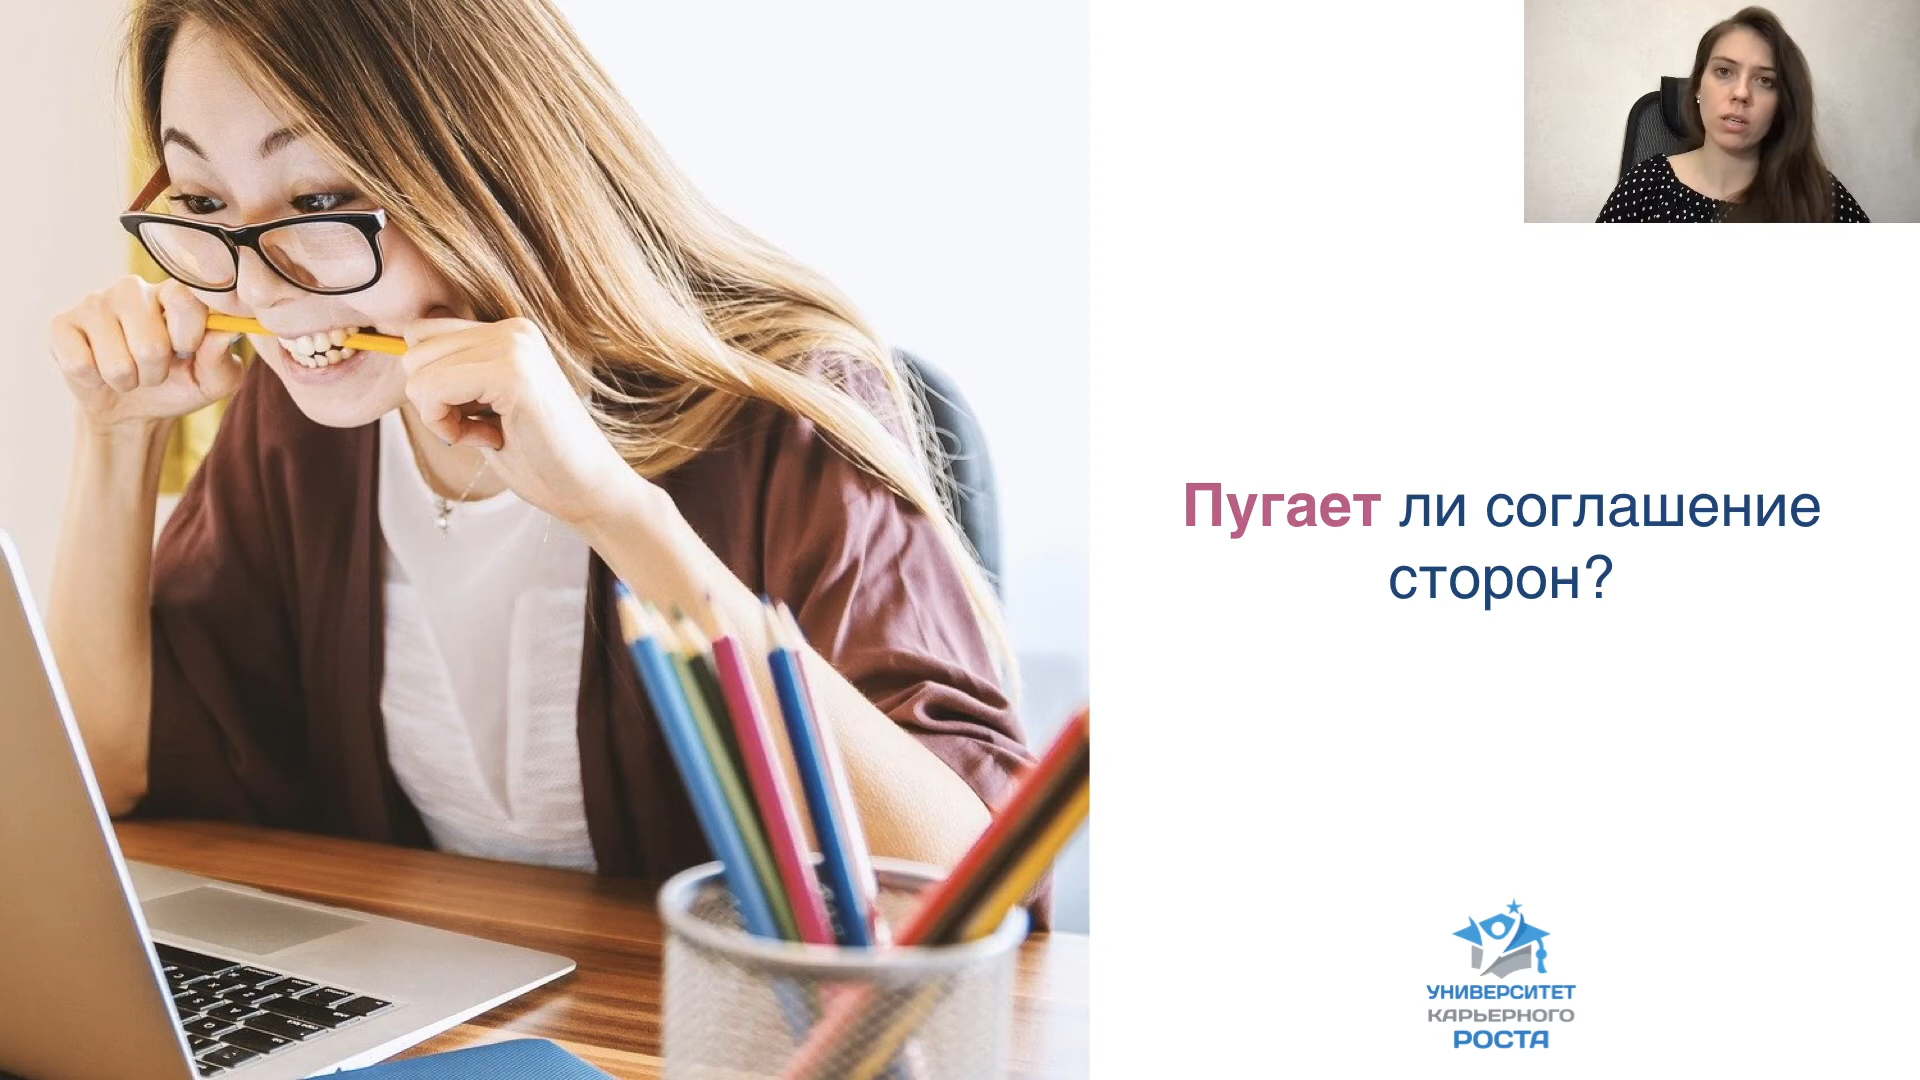 Пугает ли соглашение
сторон?
УНИВЕРСИТЕТ
КАРЬЕРНОГО
РОСТА